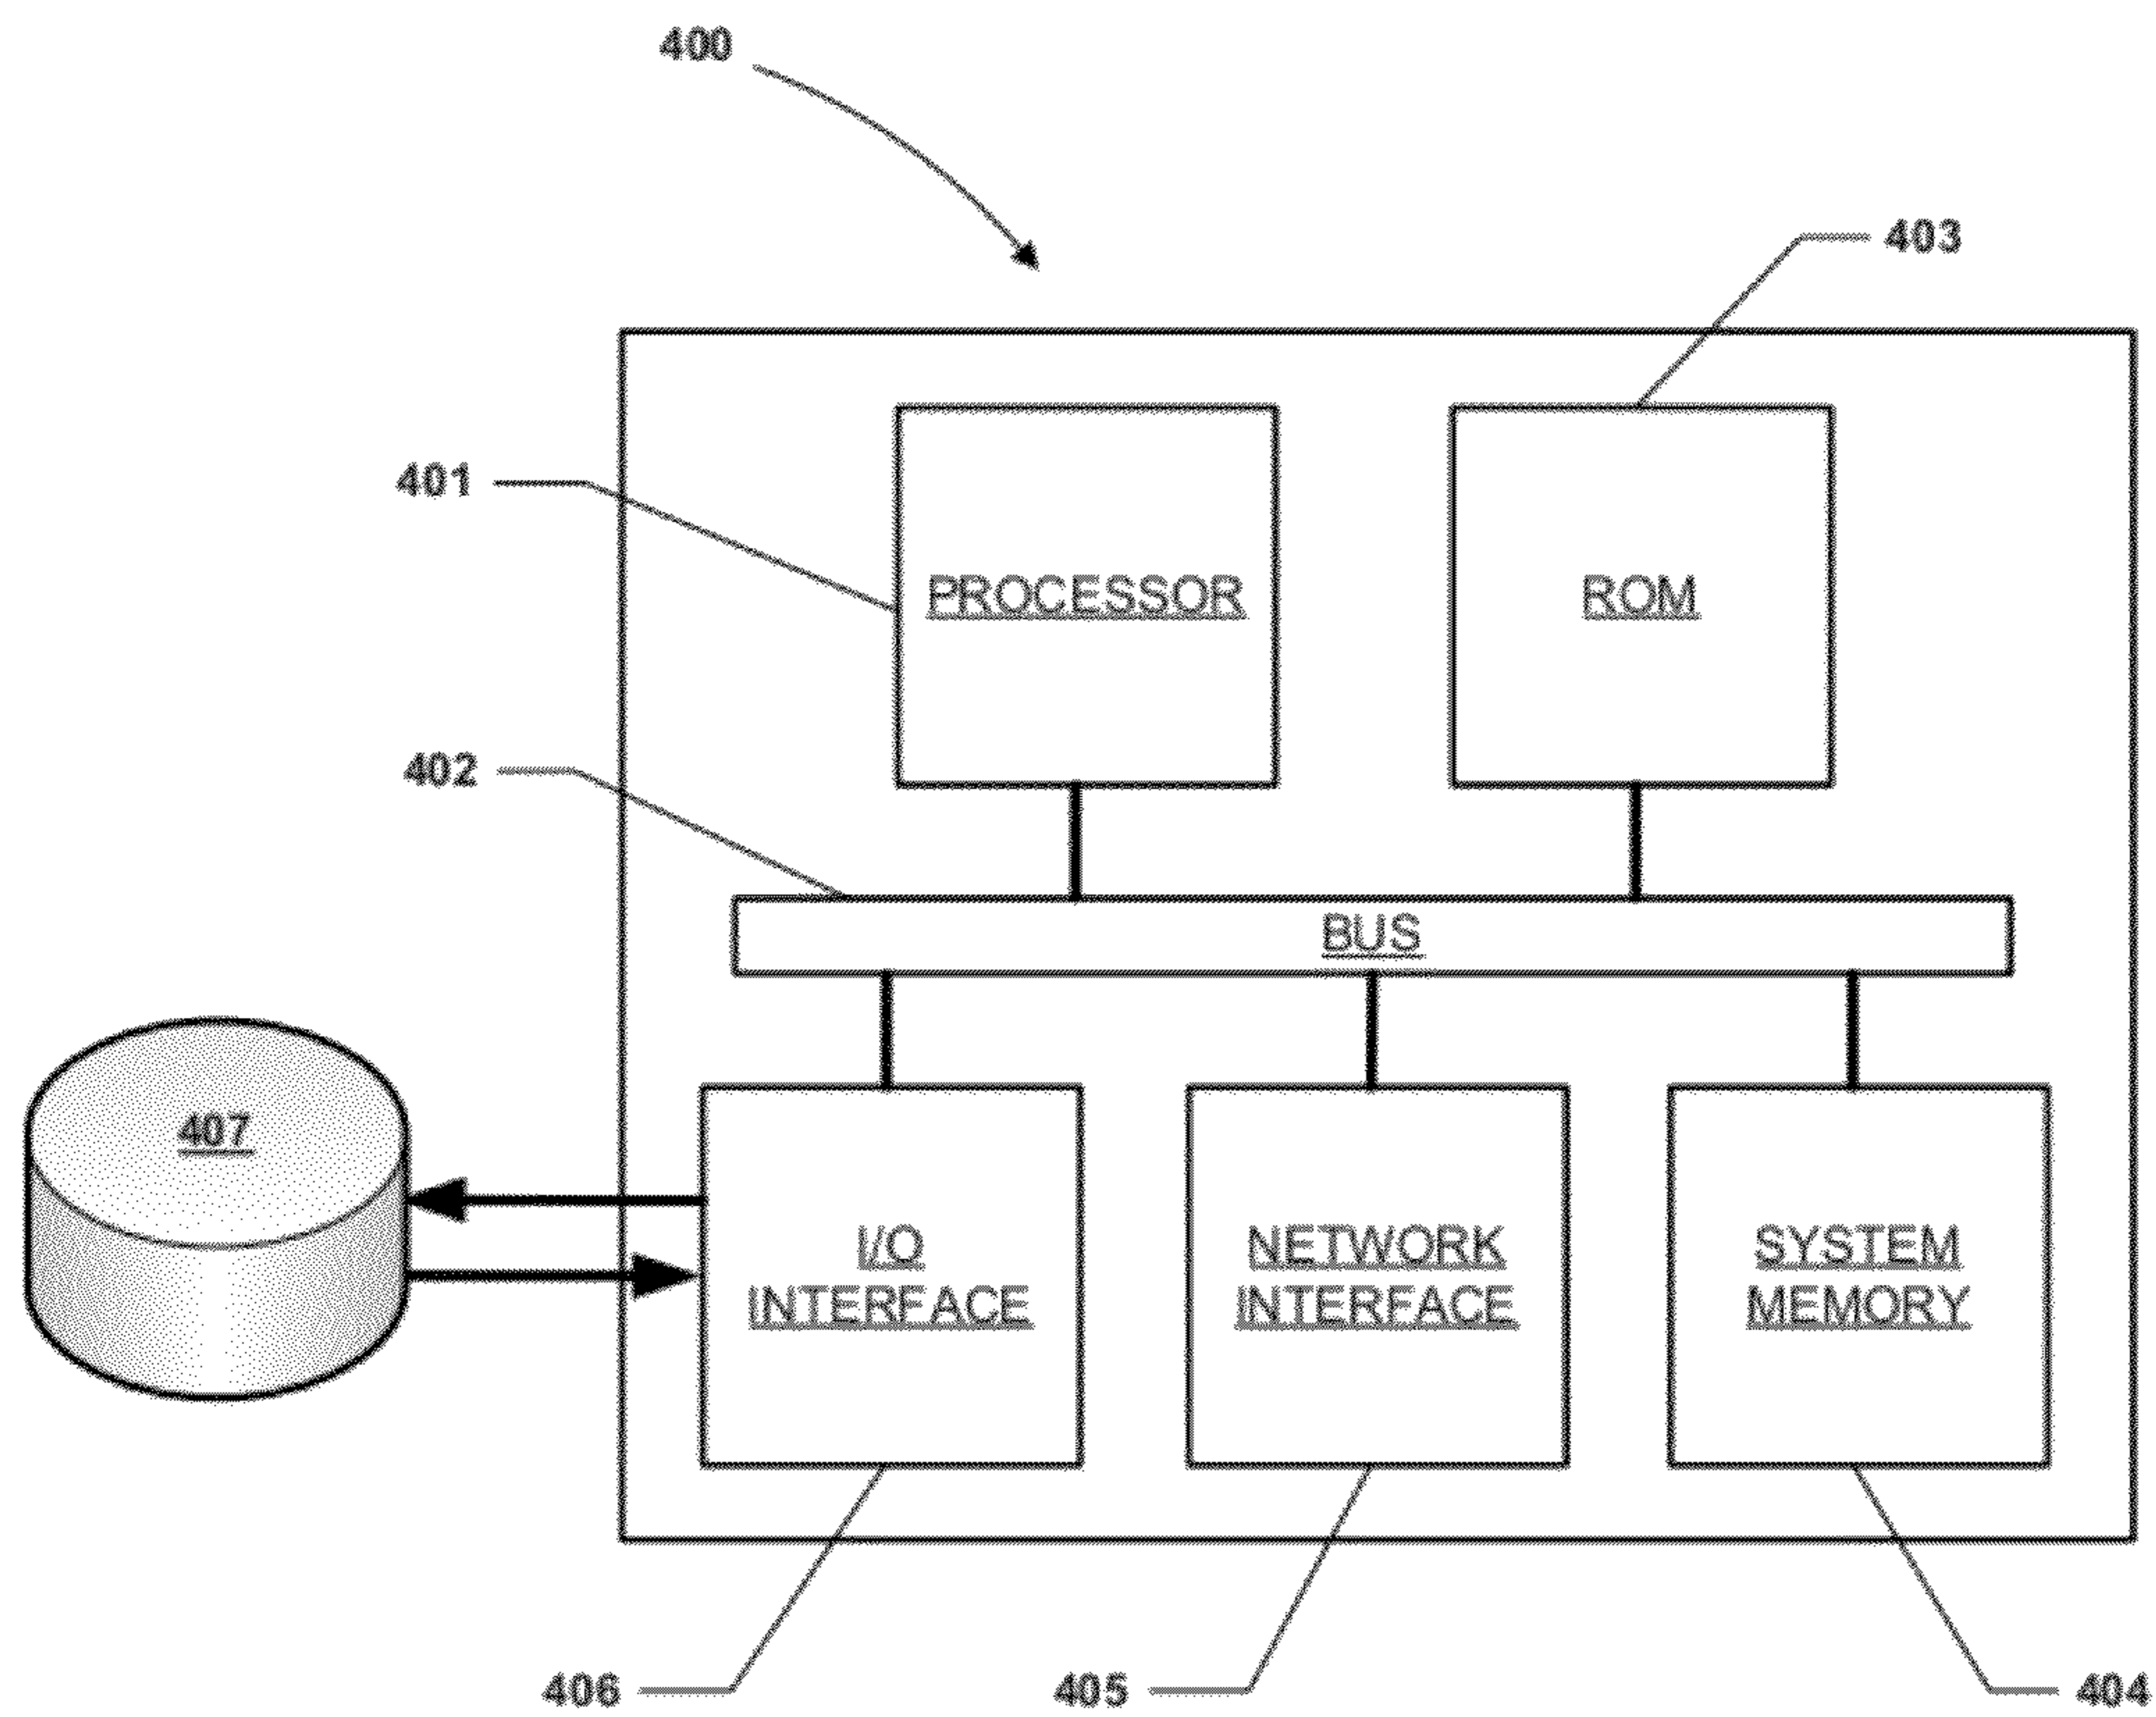 400
403
401
PROCESSOR
ROM
402
BUS
407
I/O
INTERFACE
NETWORK
INTERFACE
SYSTEM
MEMORY
406
405
404